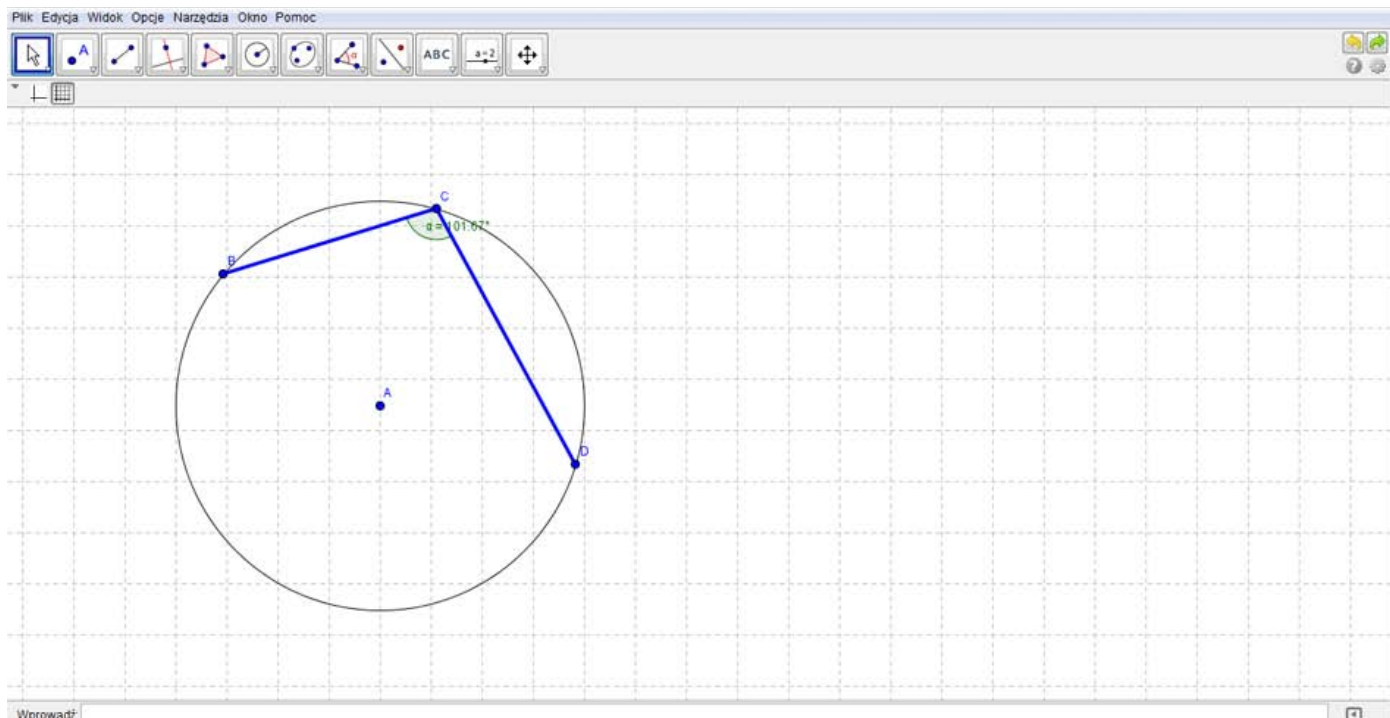 Plik Edycja Widok Opcje Narzędzia Okno Pomoc
A α ABC a=2
C
α = 101.67°
B
A
D
Wprowadź: